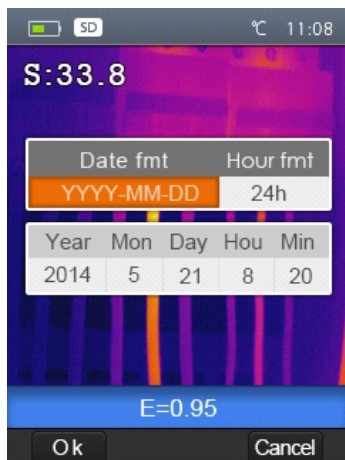 SD ℃ 11:08
S:33.8
Date fmt Hour fmt
YYYY-MM-DD 24h
Year Mon Day Hou Min
2014 5 21 8 20
E=0.95
Ok Cancel